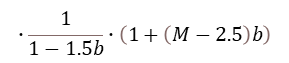 · 1/(1 − 1.5b) · (1 + (M − 2.5)b)